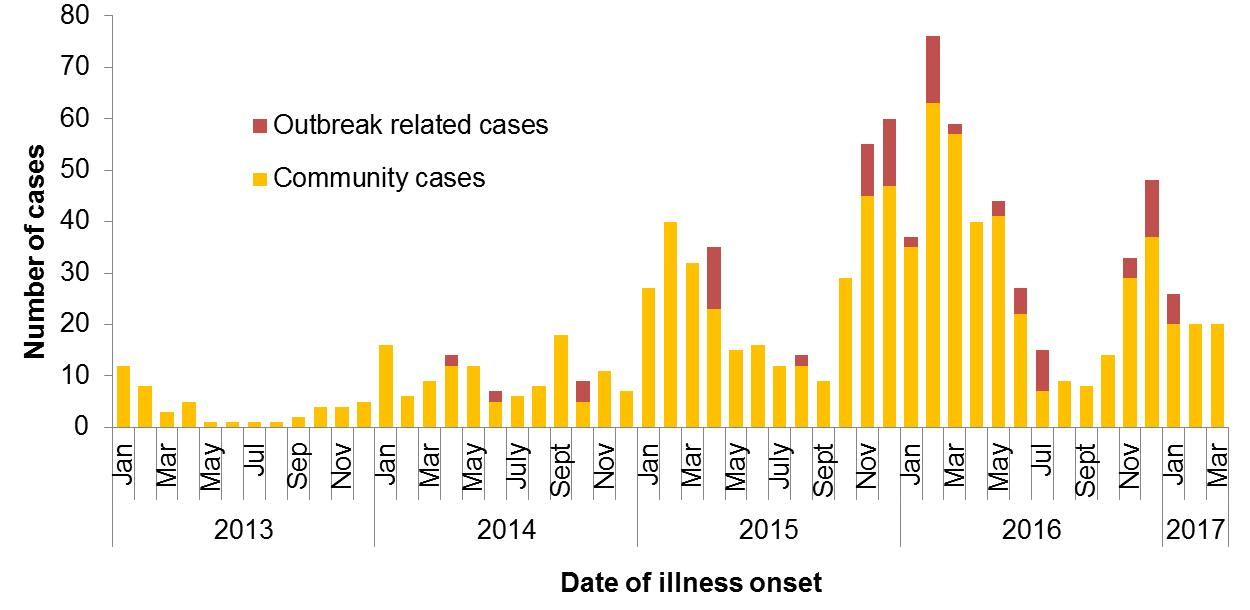 80
70
60
50
40
30
20
10
0
Number of cases
Outbreak related cases
Community cases
Jan Mar May Jul Sep Nov Jan Mar May July Sept Nov Jan Mar May July Sept Nov Jan Mar May Jul Sept Nov Jan Mar
2013 2014 2015 2016 2017
Date of illness onset